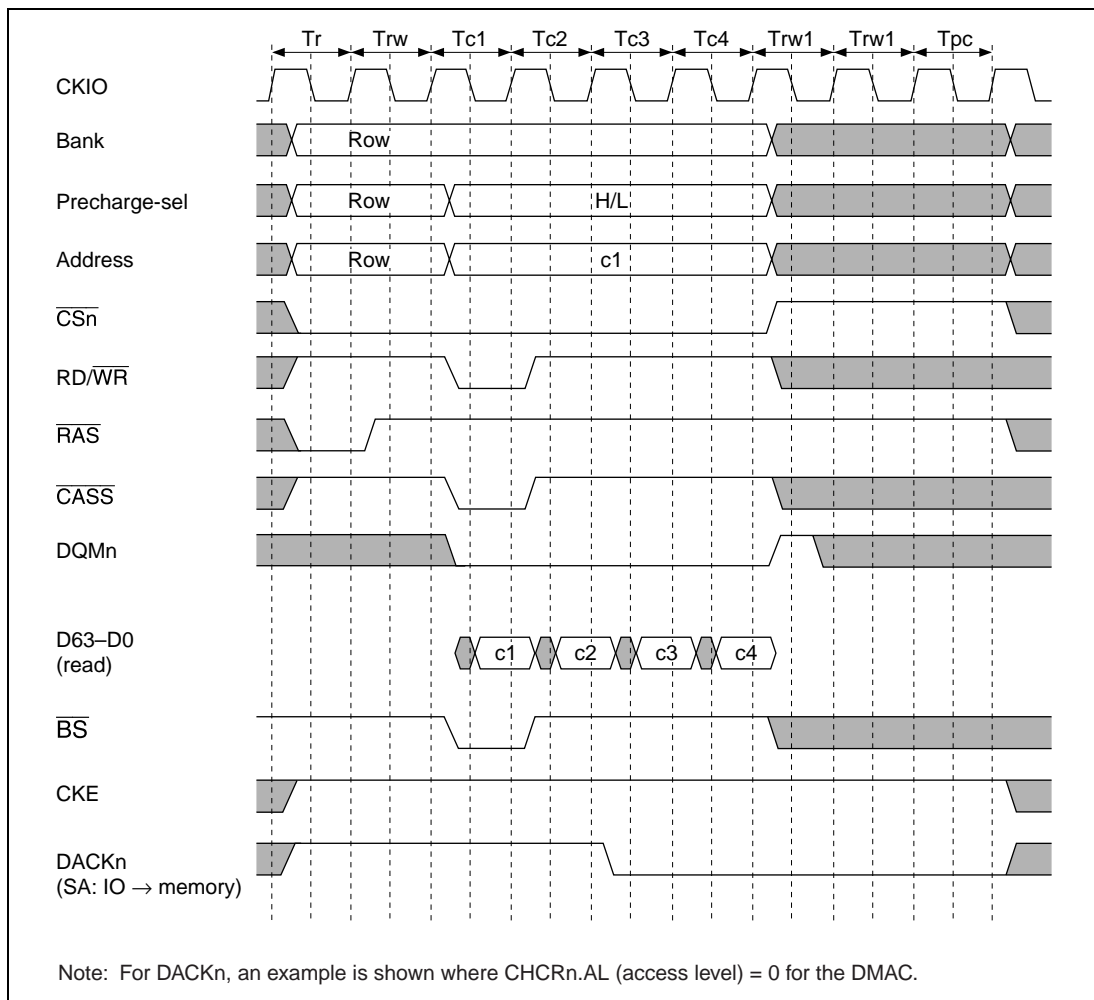 Tr Trw Tc1 Tc2 Tc3 Tc4 Trw1 Trw1 Tpc
CKIO
Bank Row
Precharge-sel Row H/L
Address Row c1
CSn
RD/WR
RAS
CASS
DQMn
D63–D0
(read)
c1 c2 c3 c4
BS
CKE
DACKn
(SA: IO → memory)
Note: For DACKn, an example is shown where CHCRn.AL (access level) = 0 for the DMAC.